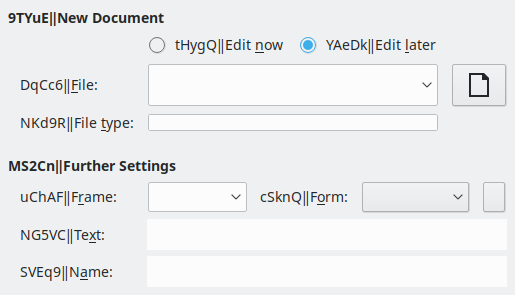 9TYuE||New Document
tHygQ||Edit now YAeDk||Edit later
DqCc6||File:
NKd9R||File type:
MS2Cn||Further Settings
uChAF||Frame: cSknQ||Form:
NG5VC||Text:
SVEq9||Name: